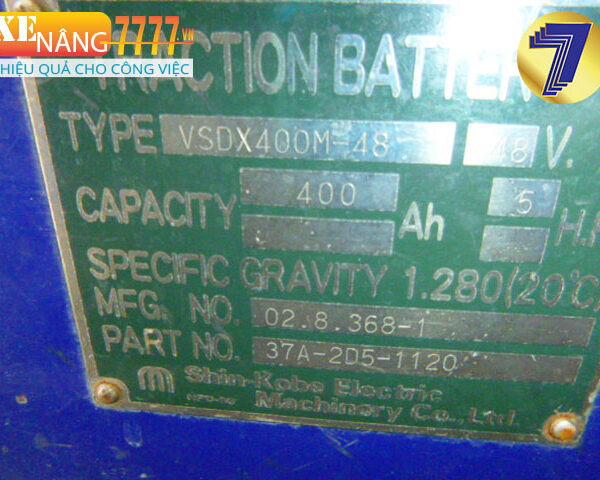 XE
NÂNG7777.VN
HIỆU QUẢ CHO CÔNG VIỆC
7
TRACTION BATTER
TYPE VSDX400M-48 48 V.
CAPACITY 400 Ah 5 H.R
SPECIFIC GRAVITY 1.280(20℃)
MFG. NO. 02.8.368-1
PART NO. 37A-2D5-1120
Shin-Kobe Electric
Machinery Co., Ltd.